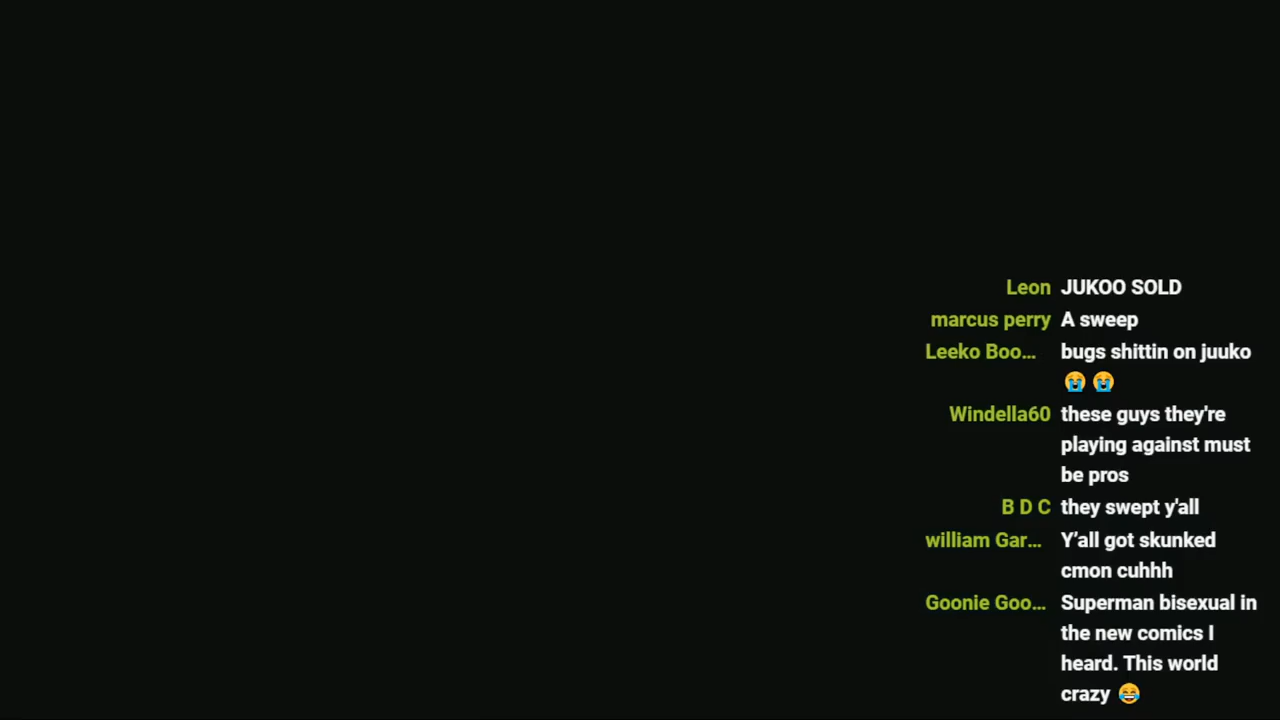 Leon JUKOO SOLD
marcus perry A sweep
Leeko Boo... bugs shittin on juuko
😭 😭
Windella60 these guys they're
playing against must
be pros
B D C they swept y'all
william Gar... Y’all got skunked
cmon cuhhh
Goonie Goo... Superman bisexual in
the new comics I
heard. This world
crazy 😂